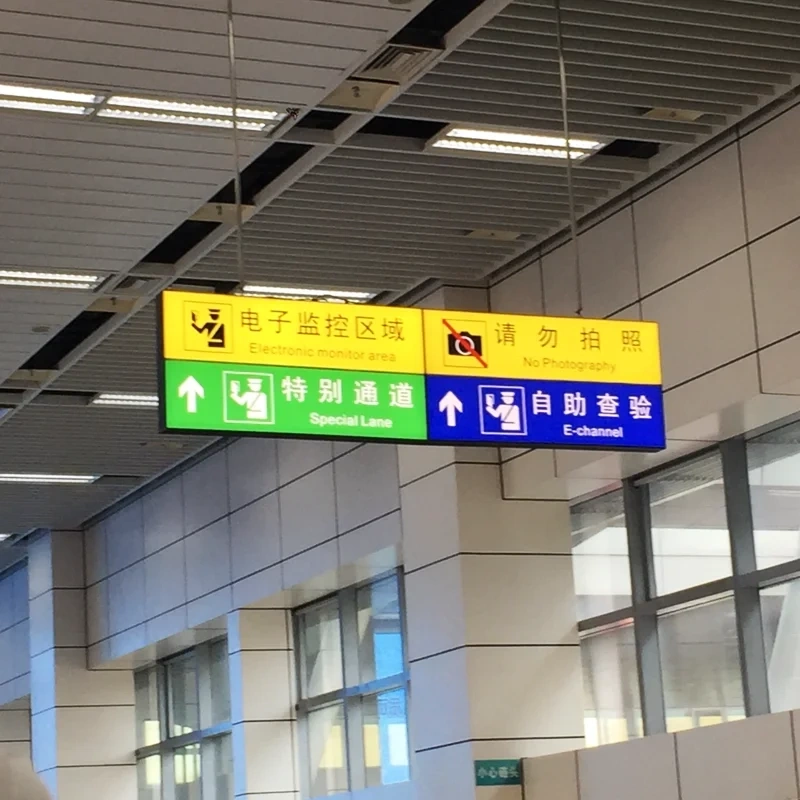 电子监控区域
Electronic monitor area
请勿拍照
No Photography
特别通道
Special Lane
自助查验
E-channel
小心碰头